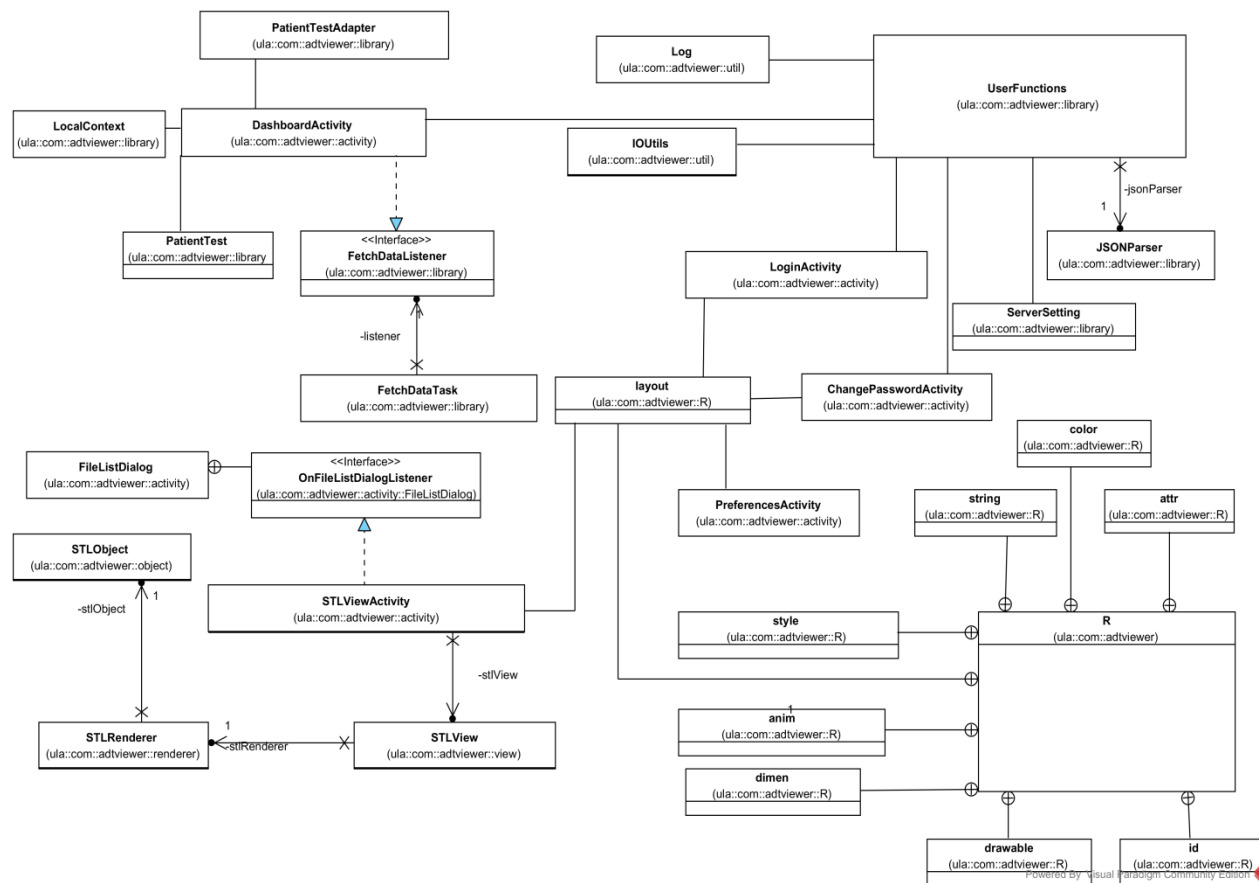 PatientTestAdapter
(ula::com::adtviewer::library)
Log
(ula::com::adtviewer::util)
UserFunctions
(ula::com::adtviewer::library)
LocalContext
(ula::com::adtviewer::library)
DashboardActivity
(ula::com::adtviewer::activity)
IOUtils
(ula::com::adtviewer::util)
-jsonParser
1
PatientTest
(ula::com::adtviewer::library
<<Interface>>
FetchDataListener
(ula::com::adtviewer::library)
JSONParser
(ula::com::adtviewer::library)
LoginActivity
(ula::com::adtviewer::activity)
1
-listener
ServerSetting
(ula::com::adtviewer::library)
FetchDataTask
(ula::com::adtviewer::library)
layout
(ula::com::adtviewer::R)
ChangePasswordActivity
(ula::com::adtviewer::activity)
color
(ula::com::adtviewer::R)
FileListDialog
(ula::com::adtviewer::activity)
<<Interface>>
OnFileListDialogListener
(ula::com::adtviewer::activity::FileListDialog)
PreferencesActivity
(ula::com::adtviewer::activity)
string
(ula::com::adtviewer::R)
attr
(ula::com::adtviewer::R)
STLObject
(ula::com::adtviewer::object)
1
-stlObject
STLViewActivity
(ula::com::adtviewer::activity)
style
(ula::com::adtviewer::R)
R
(ula::com::adtviewer)
-stlView
1
anim
(ula::com::adtviewer::R)
STLRenderer
(ula::com::adtviewer::renderer)
1
-stlRenderer
STLView
(ula::com::adtviewer::view)
dimen
(ula::com::adtviewer::R)
drawable
(ula::com::adtviewer::R)
id
(ula::com::adtviewer::R)
Powered By Visual Paradigm Community Edition